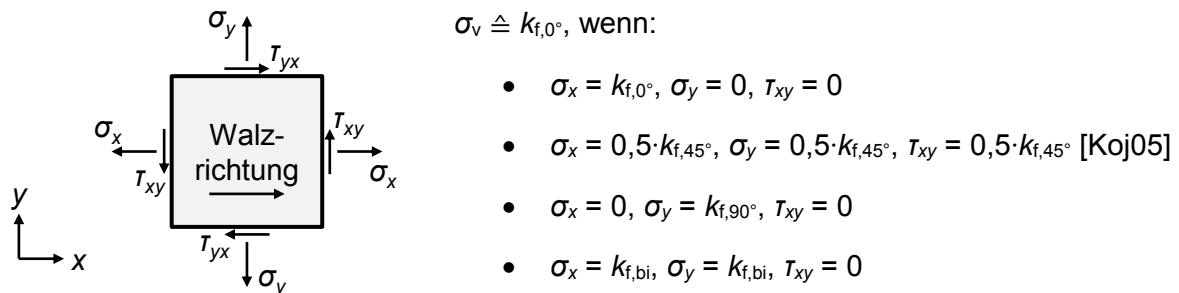 σy
τyx
σx
Walz-
richtung
τxy
τxy
σx
y
x
τyx
σy
σv ≙ kf,0°, wenn:
• σx = kf,0°, σy = 0, τxy = 0
• σx = 0,5·kf,45°, σy = 0,5·kf,45°, τxy = 0,5·kf,45° [Koj05]
• σx = 0, σy = kf,90°, τxy = 0
• σx = kf,bi, σy = kf,bi, τxy = 0